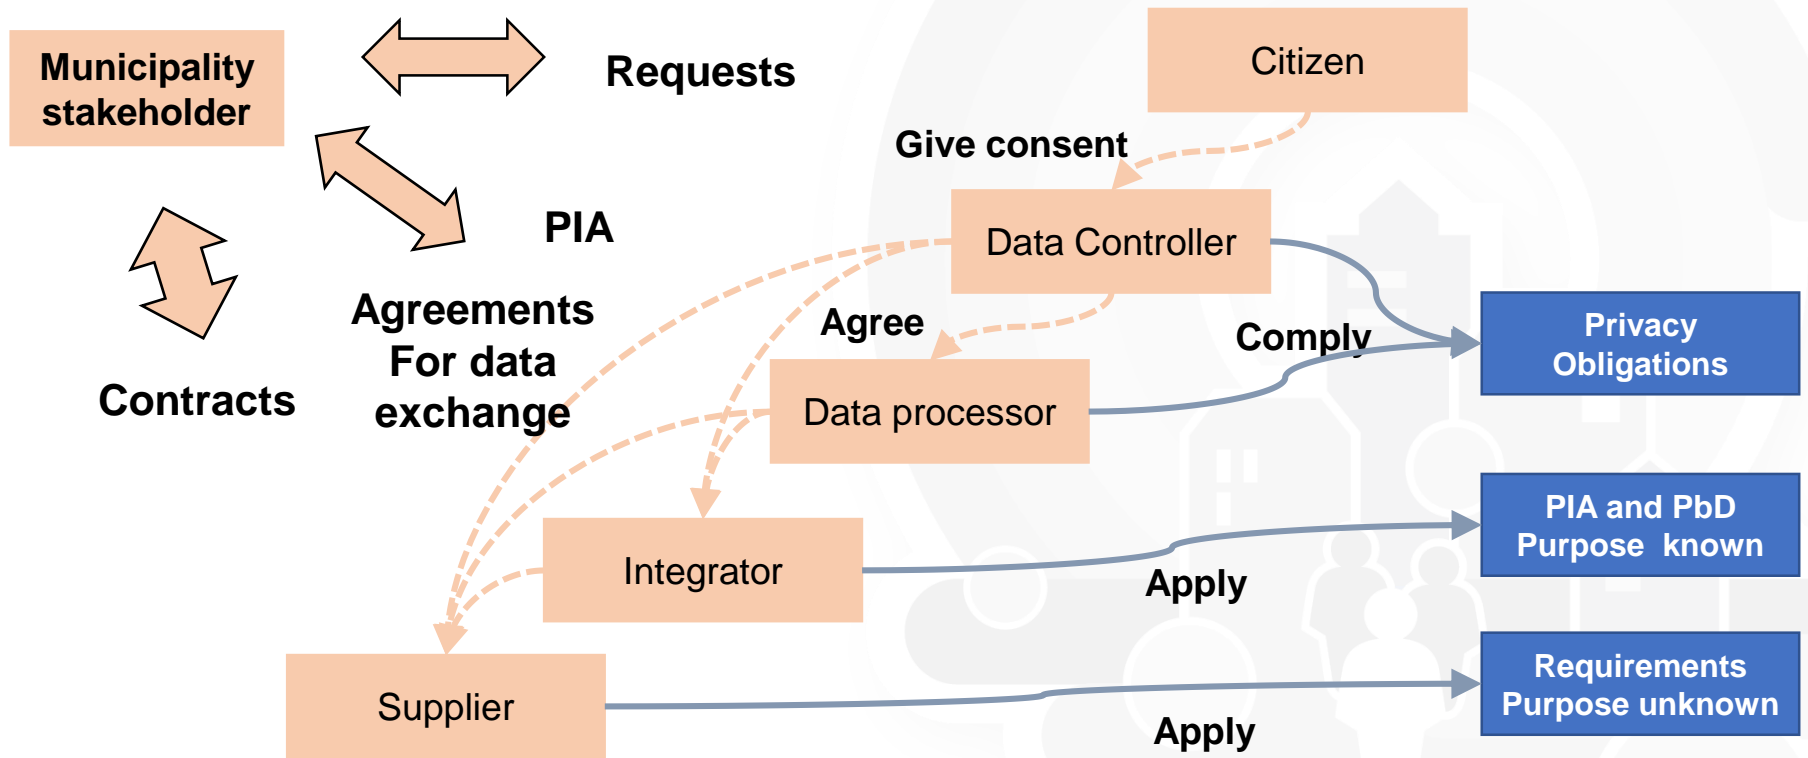 Municipality
stakeholder
Requests
Citizen
Give consent
PIA
Data Controller
Agreements
For data
exchange
Agree
Comply
Privacy
Obligations
Contracts
Data processor
PIA and PbD
Purpose known
Integrator
Apply
Requirements
Purpose unknown
Supplier
Apply